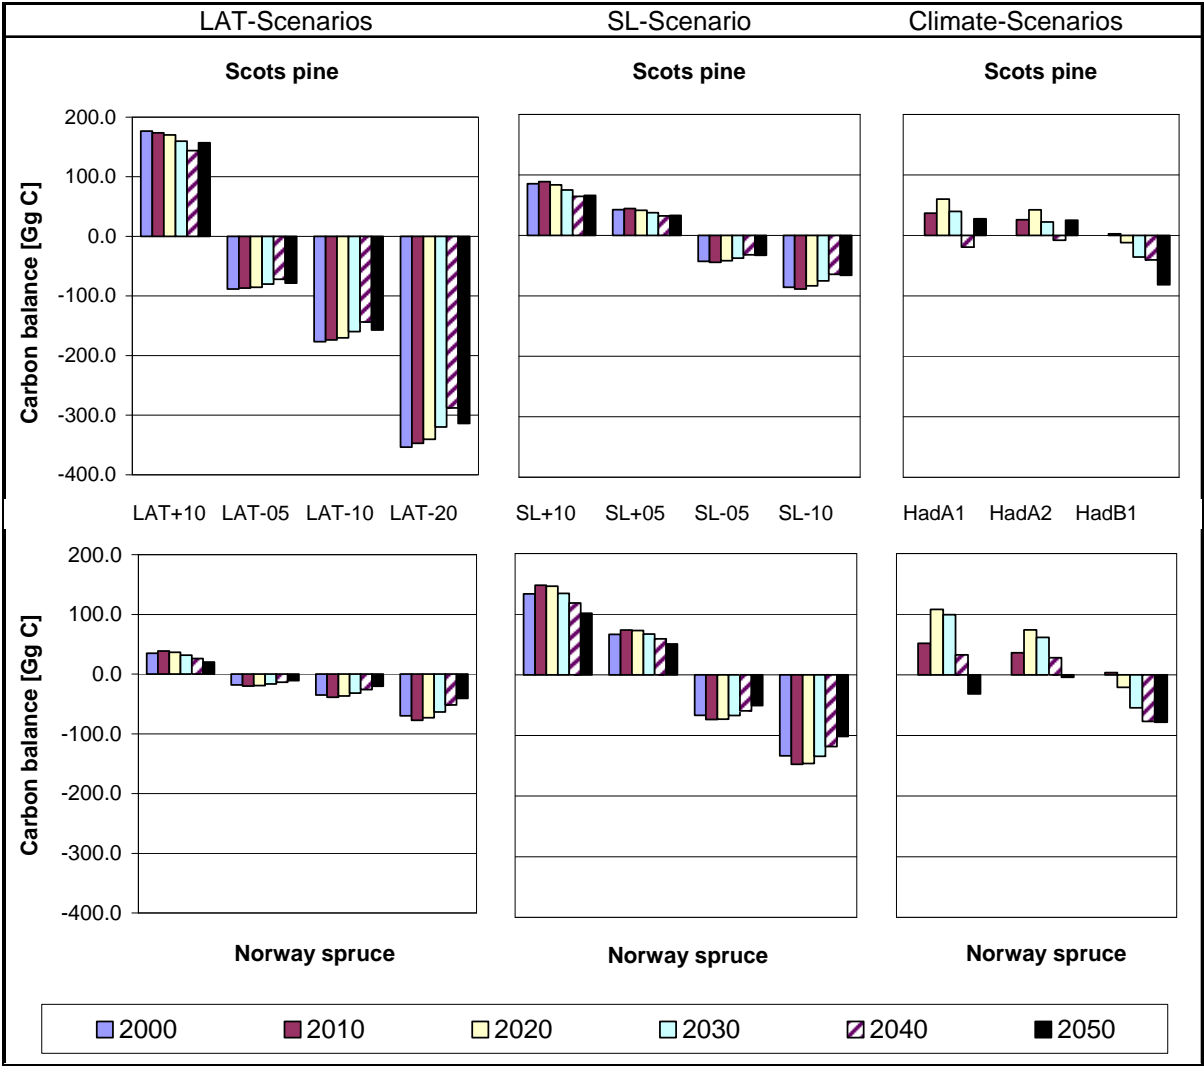 LAT-Scenarios SL-Scenario Climate-Scenarios
Scots pine Scots pine Scots pine
Carbon balance [Gg C]
200.0
100.0
0.0
-100.0
-200.0
-300.0
-400.0
LAT+10 LAT-05 LAT-10 LAT-20 SL+10 SL+05 SL-05 SL-10 HadA1 HadA2 HadB1
Carbon balance [Gg C]
200.0
100.0
0.0
-100.0
-200.0
-300.0
-400.0
Norway spruce Norway spruce Norway spruce
2000 2010 2020 2030 2040 2050